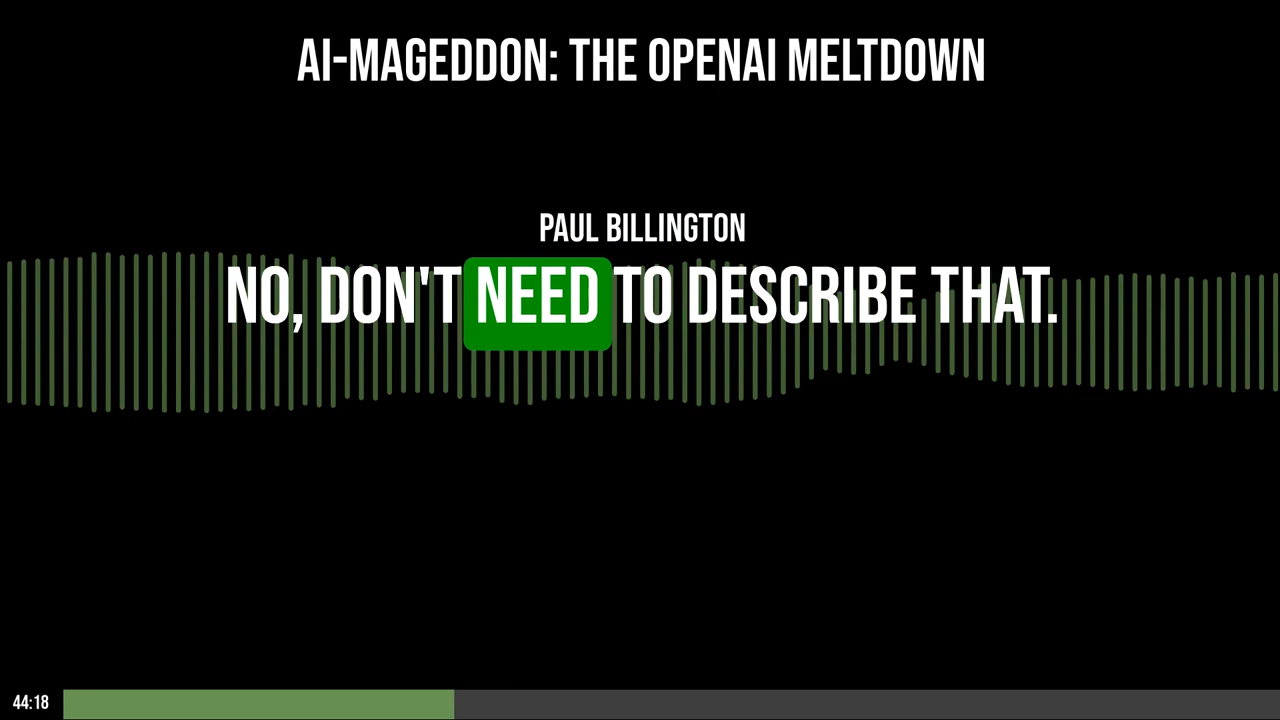 AI-MAGEDDON: THE OPENAI MELTDOWN
PAUL BILLINGTON
NO, DON'T NEED TO DESCRIBE THAT.
44:18